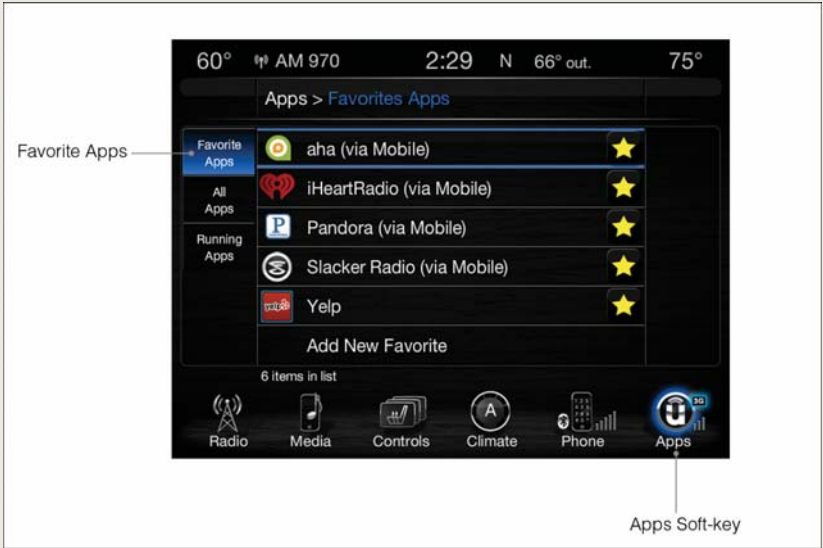 60° AM 970 2:29 N 66° out. 75°
Apps > Favorites Apps
Favorite Apps
Favorite
Apps
aha (via Mobile)
All
Apps
iHeartRadio (via Mobile)
Running
Apps
P Pandora (via Mobile)
Slacker Radio (via Mobile)
yelp Yelp
Add New Favorite
6 items in list
A
3G
Radio Media Controls Climate Phone Apps
Apps Soft-key